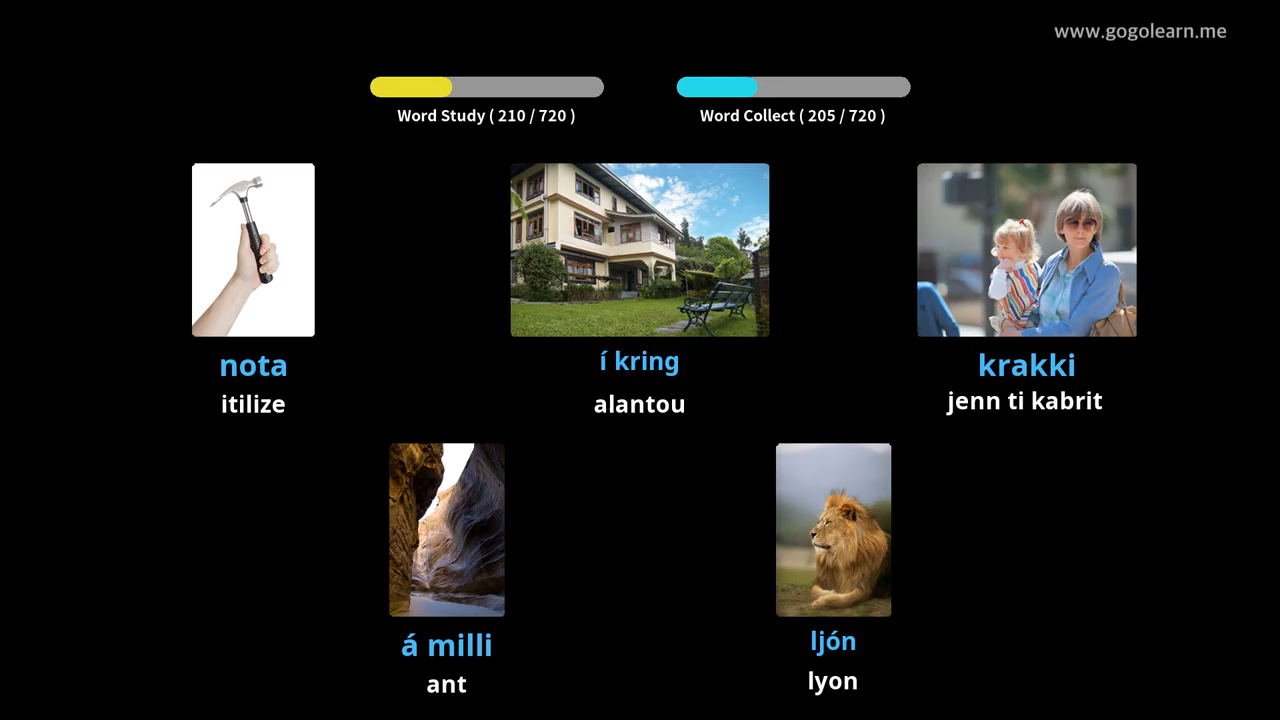 www.gogolearn.me
Word Study ( 210 / 720 )
Word Collect ( 205 / 720 )
nota
itilize
í kring
alantou
krakki
jenn ti kabrit
á milli
ant
ljón
lyon